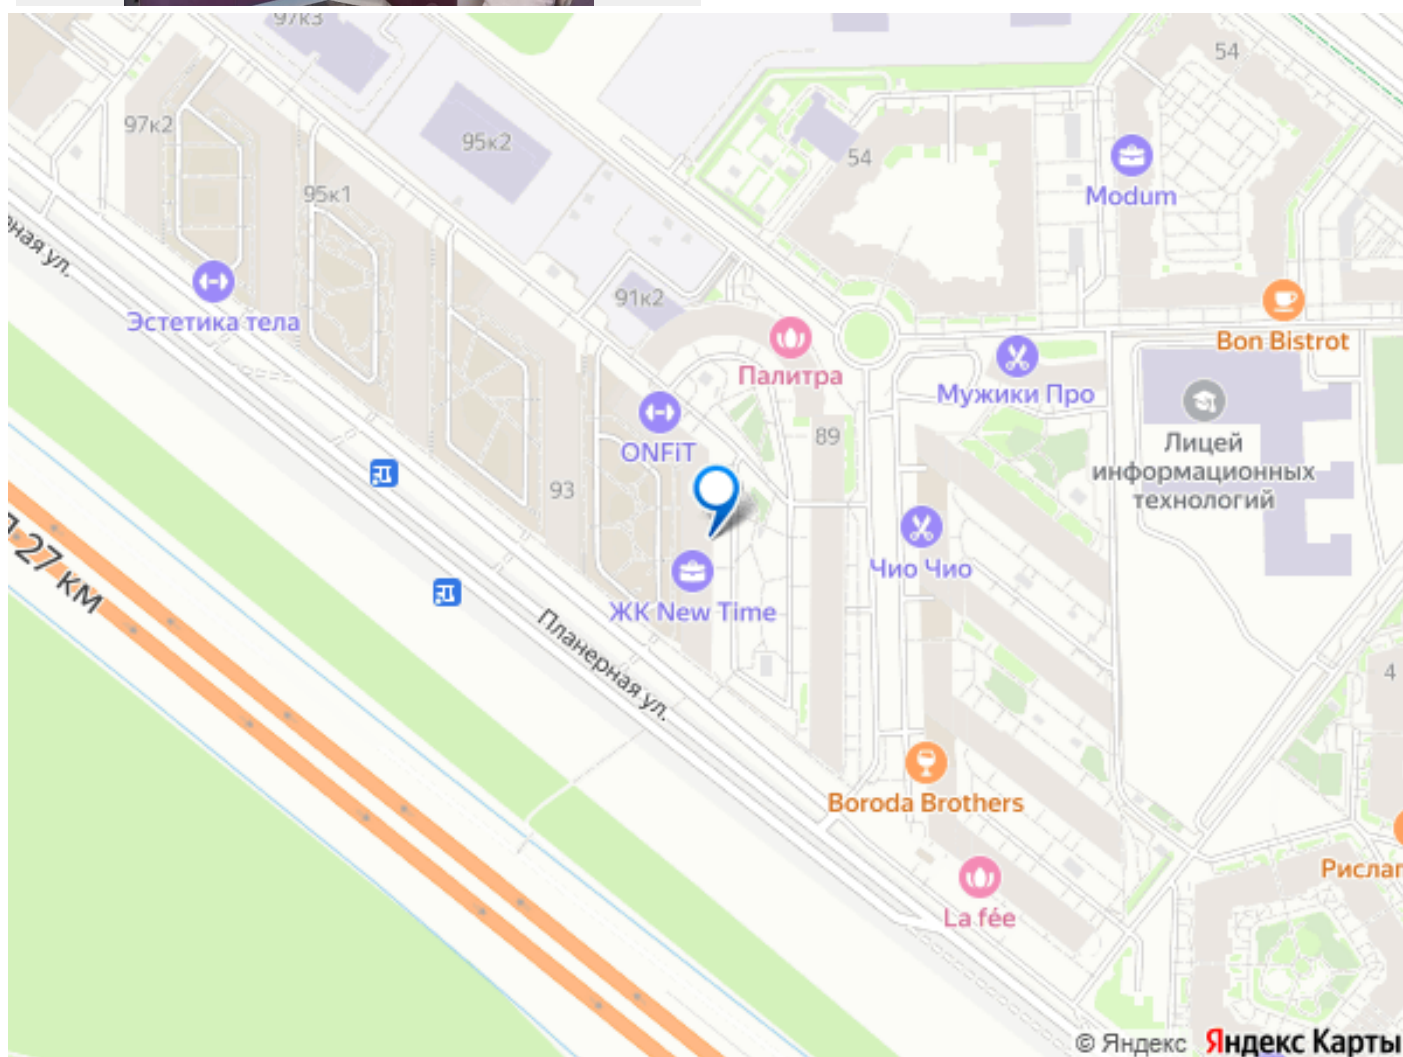 97к3
54
97к2
95к2
54
Modum
95к1
ная ул.
Эстетика тела
91к2
Палитра
Bon Bistrot
Мужики Про
ONFiT
89
Лицей
информационных
технологий
93
27 км
Чио Чио
ЖК New Time
Планерная ул.
4
Boroda Brothers
La fée
Рислаг
© Яндекс Яндекс Карты